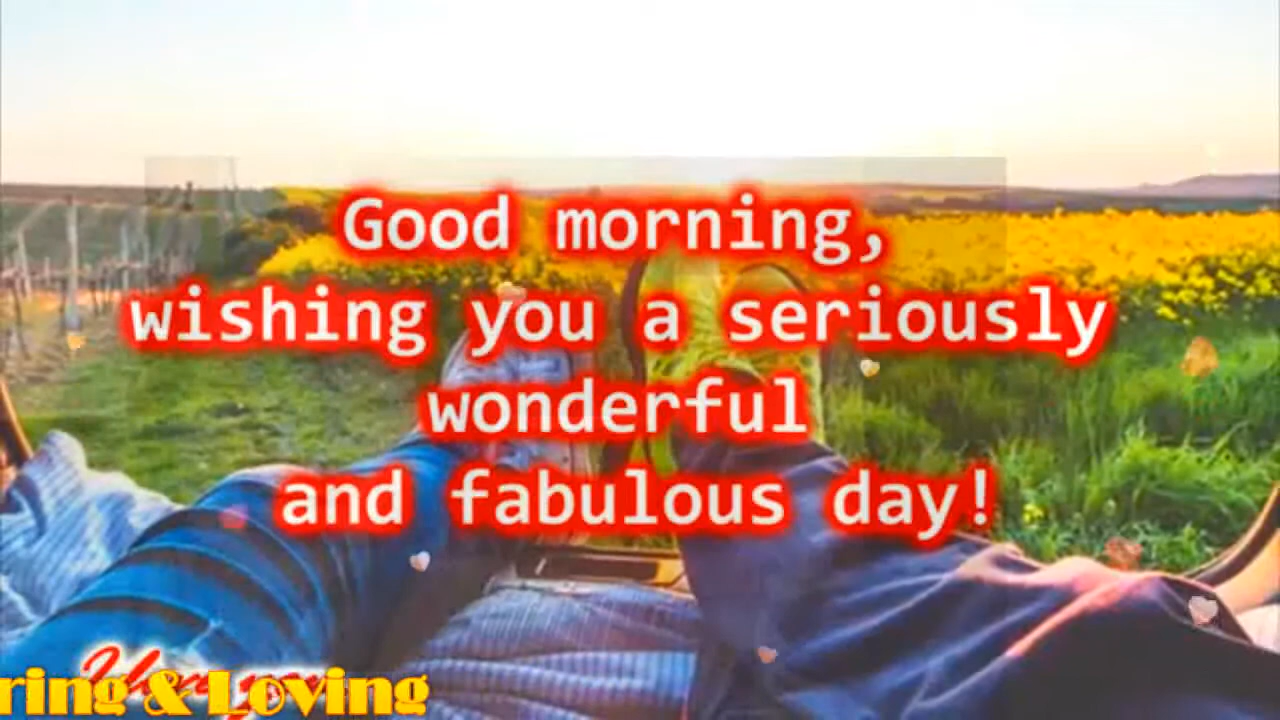 Good morning,
wishing you a seriously
wonderful
and fabulous day!
ring & Loving